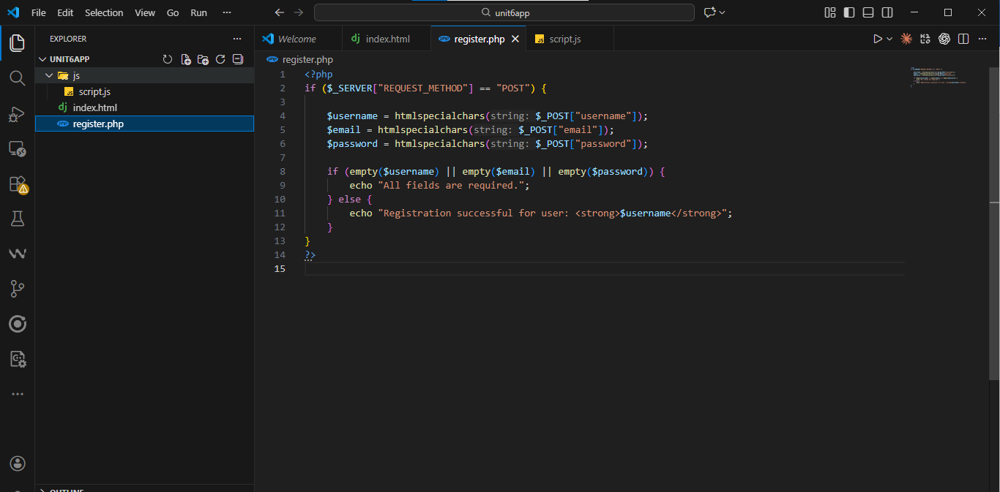 File Edit Selection View Go Run ···
unit6app
EXPLORER ···
UNIT6APP
js
script.js
index.html
register.php
OUTLINE
Welcome
index.html
register.php
script.js
register.php
1 <?php
2 if ($_SERVER["REQUEST_METHOD"] == "POST") {
3
4 $username = htmlspecialchars(string: $_POST["username"]);
5 $email = htmlspecialchars(string: $_POST["email"]);
6 $password = htmlspecialchars(string: $_POST["password"]);
7
8 if (empty($username) || empty($email) || empty($password)) {
9 echo "All fields are required.";
10 } else {
11 echo "Registration successful for user: <strong>$username</strong>";
12 }
13 }
14 ?>
15